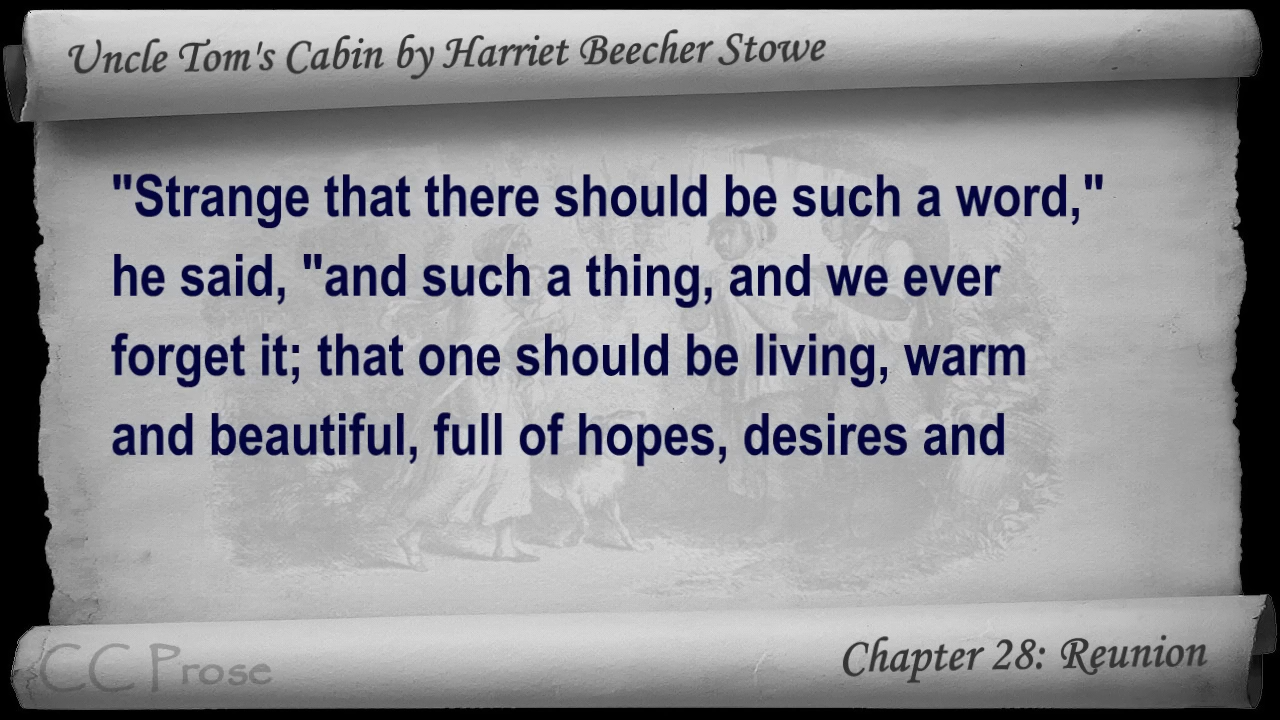 Uncle Tom's Cabin by Harriet Beecher Stowe
"Strange that there should be such a word,"
he said, "and such a thing, and we ever
forget it; that one should be living, warm
and beautiful, full of hopes, desires and
CC Prose
Chapter 28: Reunion